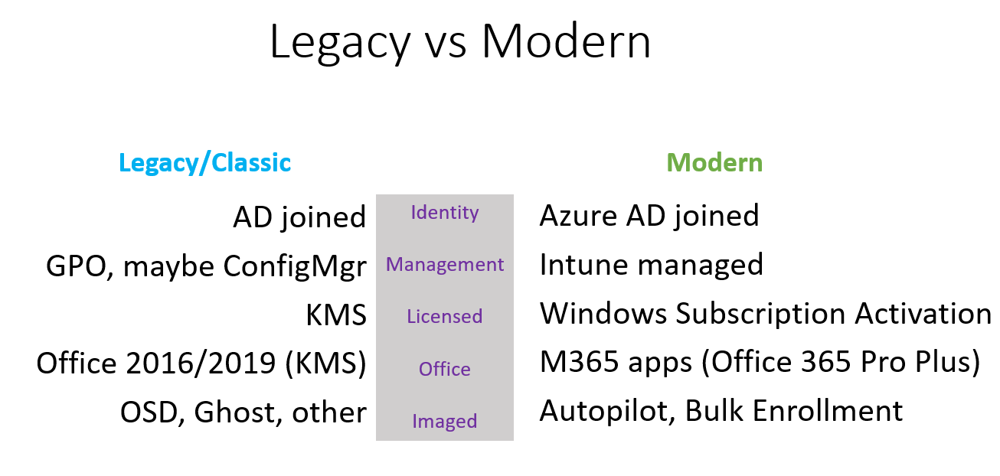 Legacy vs Modern
Legacy/Classic
Modern
AD joined
Identity
Azure AD joined
GPO, maybe ConfigMgr
Management
Intune managed
KMS
Licensed
Windows Subscription Activation
Office 2016/2019 (KMS)
Office
M365 apps (Office 365 Pro Plus)
OSD, Ghost, other
Imaged
Autopilot, Bulk Enrollment